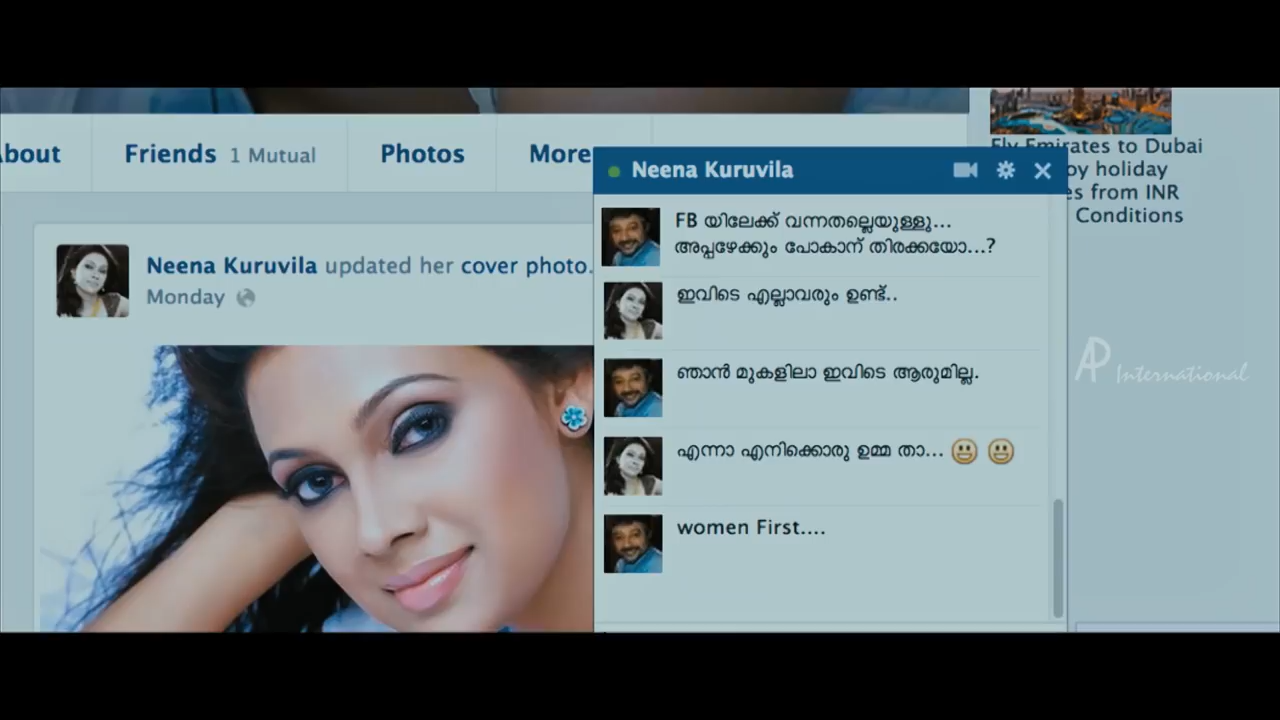 About
Friends 1 Mutual
Photos
More
Neena Kuruvila updated her cover photo.
Monday
Neena Kuruvila
FB യിലേക്ക് വന്നതല്ലെയുള്ളു...
അപ്പഴേക്കും പോകാന് തിരക്കയോ...?
ഇവിടെ എല്ലാവരും ഉണ്ട്..
ഞാൻ മുകളിലാ ഇവിടെ ആരുമില്ല.
എന്നാ എനിക്കൊരു ഉമ്മ താ... 😃 😃
women First....
Fly Emirates to Dubai
holiday
from INR
Conditions
AP International